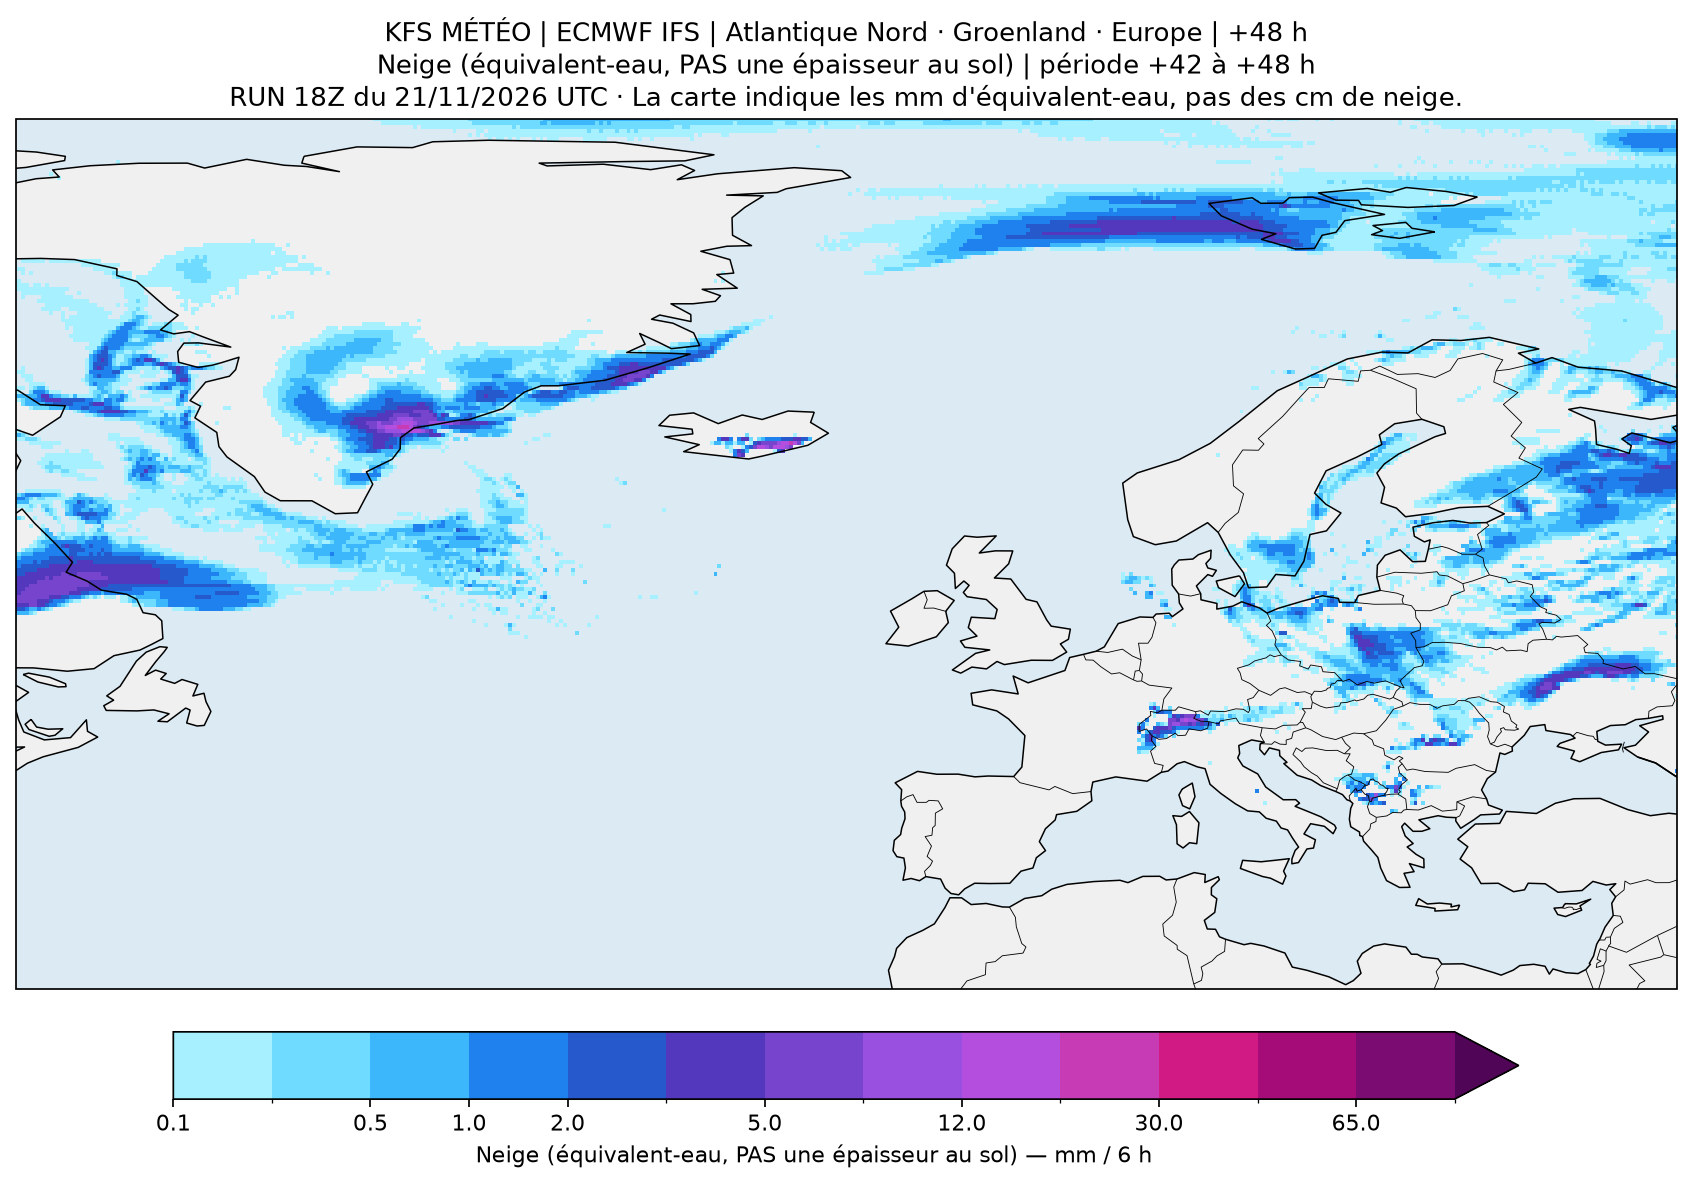 KFS MÉTÉO | ECMWF IFS | Atlantique Nord · Groenland · Europe | +48 h
Neige (équivalent-eau, PAS une épaisseur au sol) | période +42 à +48 h
RUN 18Z du 21/11/2026 UTC · La carte indique les mm d'équivalent-eau, pas des cm de neige.
0.1 0.5 1.0 2.0 5.0 12.0 30.0 65.0
Neige (équivalent-eau, PAS une épaisseur au sol) — mm / 6 h